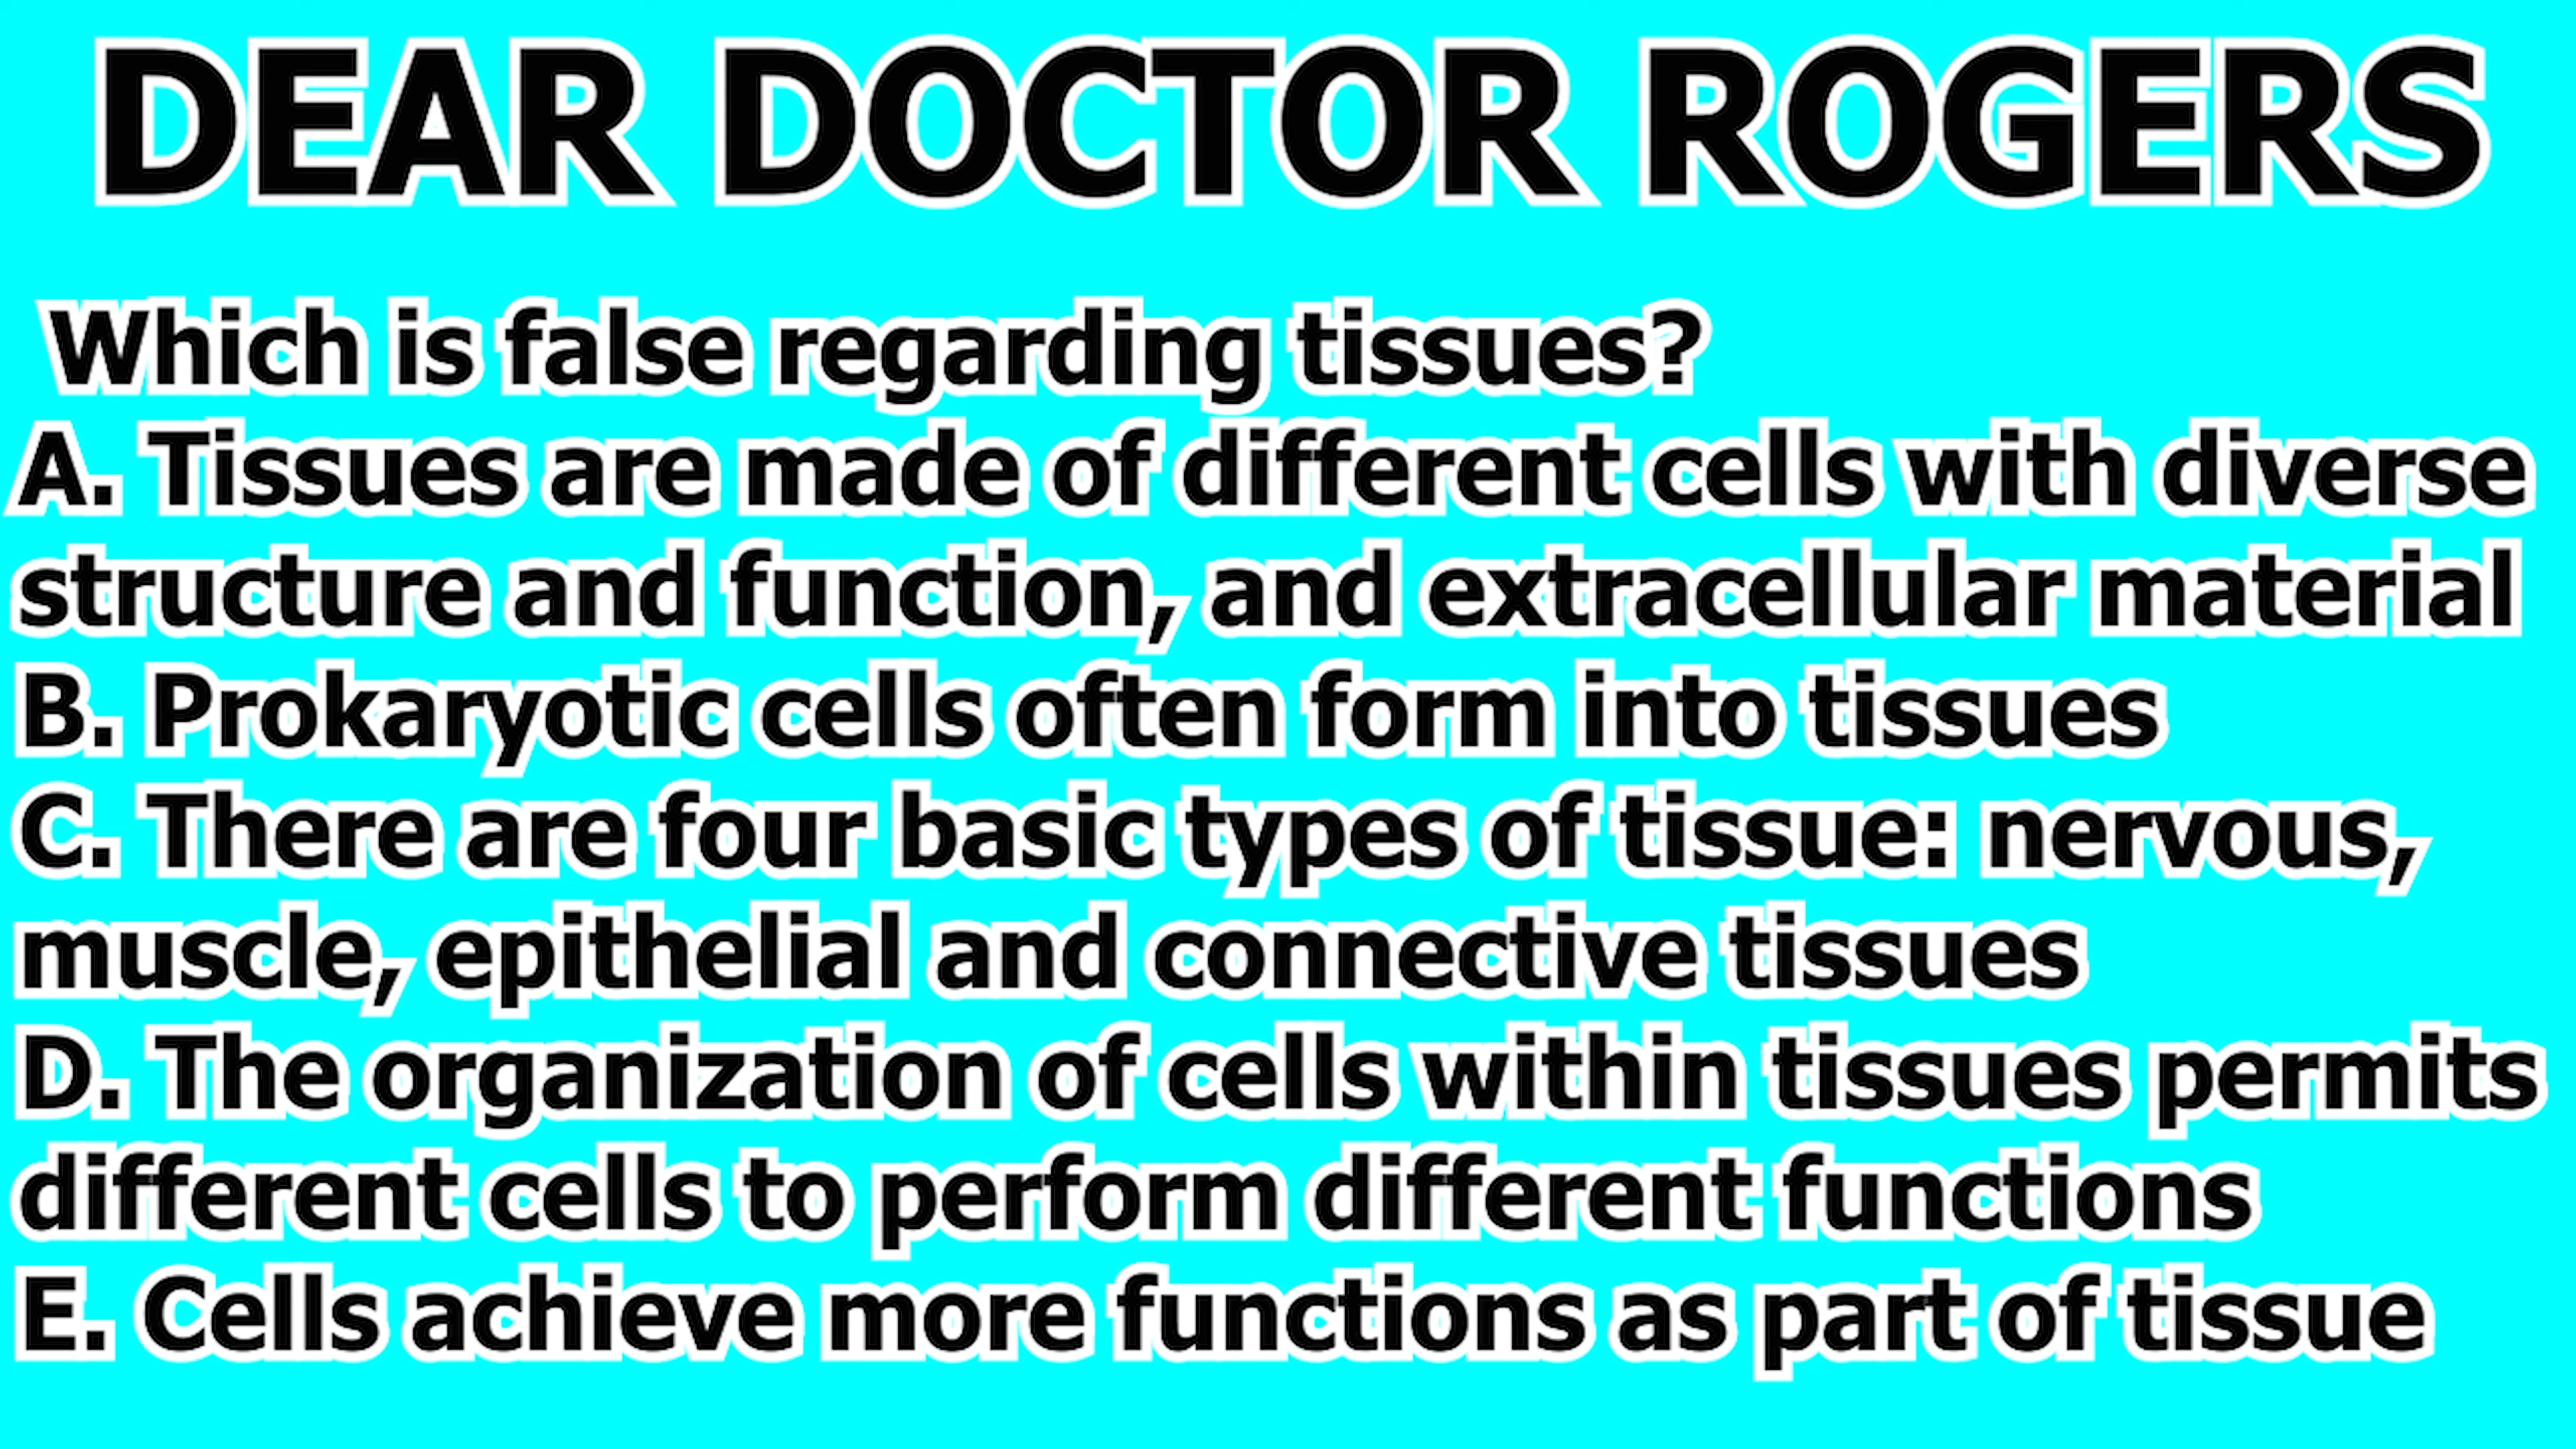 DEAR DOCTOR ROGERS
Which is false regarding tissues?
A. Tissues are made of different cells with diverse
structure and function, and extracellular material
B. Prokaryotic cells often form into tissues
C. There are four basic types of tissue: nervous,
muscle, epithelial and connective tissues
D. The organization of cells within tissues permits
different cells to perform different functions
E. Cells achieve more functions as part of tissue